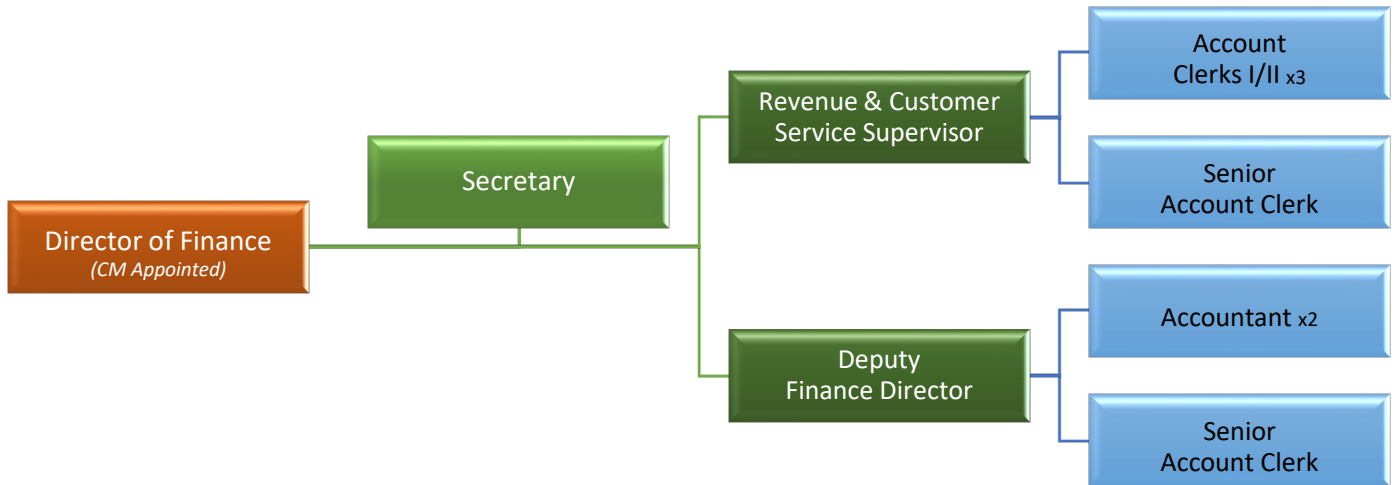 Director of Finance
(CM Appointed)
Secretary
Revenue & Customer
Service Supervisor
Account
Clerks I/II x3
Senior
Account Clerk
Deputy
Finance Director
Accountant x2
Senior
Account Clerk